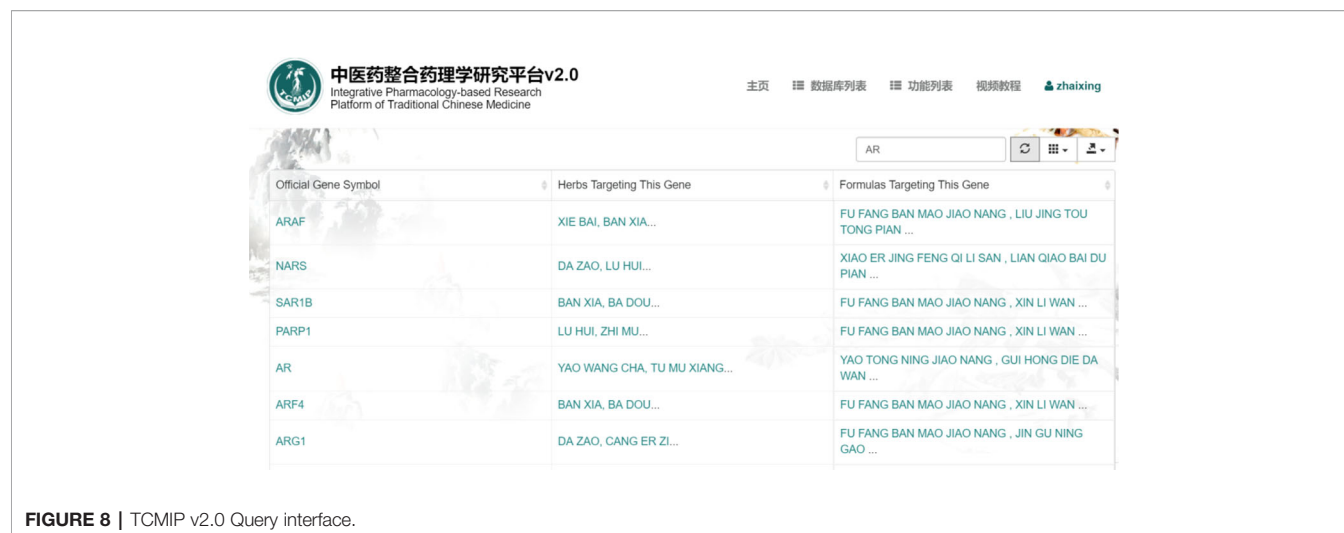 中医药整合药理学研究平台v2.0
Integrative Pharmacology-based Research
Platform of Traditional Chinese Medicine
TCMIP
主页 数据库列表 功能列表 视频教程 zhaixing
AR
Official Gene Symbol Herbs Targeting This Gene Formulas Targeting This Gene
ARAF XIE BAI, BAN XIA... FU FANG BAN MAO JIAO NANG , LIU JING TOU
TONG PIAN ...
NARS DA ZAO, LU HUI... XIAO ER JING FENG QI LI SAN , LIAN QIAO BAI DU
PIAN ...
SAR1B BAN XIA, BA DOU... FU FANG BAN MAO JIAO NANG , XIN LI WAN ...
PARP1 LU HUI, ZHI MU... FU FANG BAN MAO JIAO NANG , XIN LI WAN ...
AR YAO WANG CHA, TU MU XIANG... YAO TONG NING JIAO NANG , GUI HONG DIE DA
WAN ...
ARF4 BAN XIA, BA DOU... FU FANG BAN MAO JIAO NANG , XIN LI WAN ...
ARG1 DA ZAO, CANG ER ZI... FU FANG BAN MAO JIAO NANG , JIN GU NING
GAO ...
FIGURE 8 | TCMIP v2.0 Query interface.